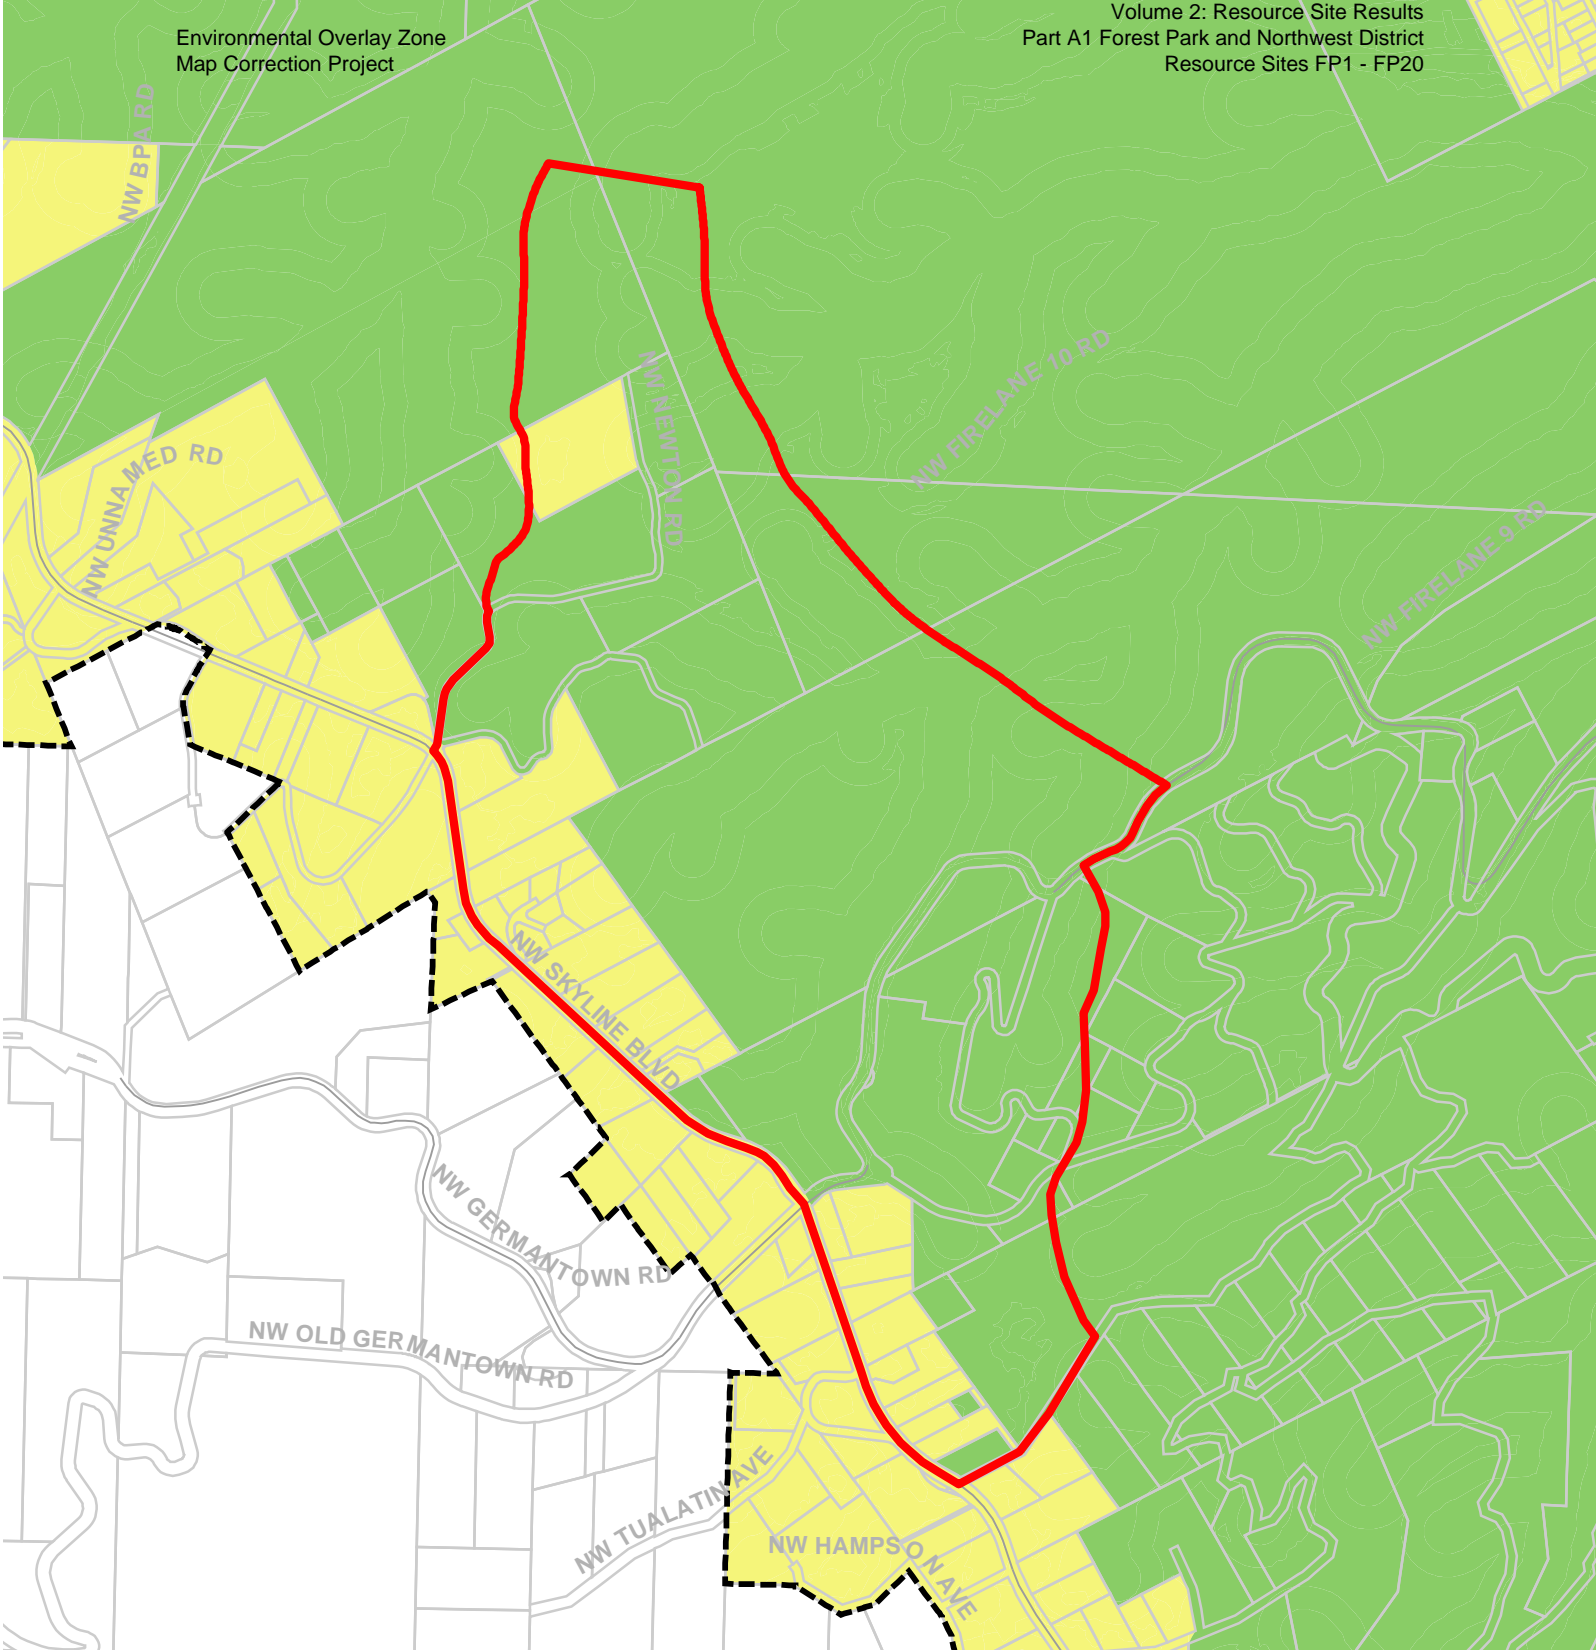 Environmental Overlay Zone
Map Correction Project
Volume 2: Resource Site Results
Part A1 Forest Park and Northwest District
Resource Sites FP1 - FP20
NW BPA RD
NW FIRELANE 10 RD
NW NEWTON RD
NW UNNAMED RD
NW FIRELANE 9 RD
NW SKYLINE BLVD
NW GERMANTOWN RD
NW OLD GERMANTOWN RD
NW TUALATIN AVE
NW HAMPSON AVE